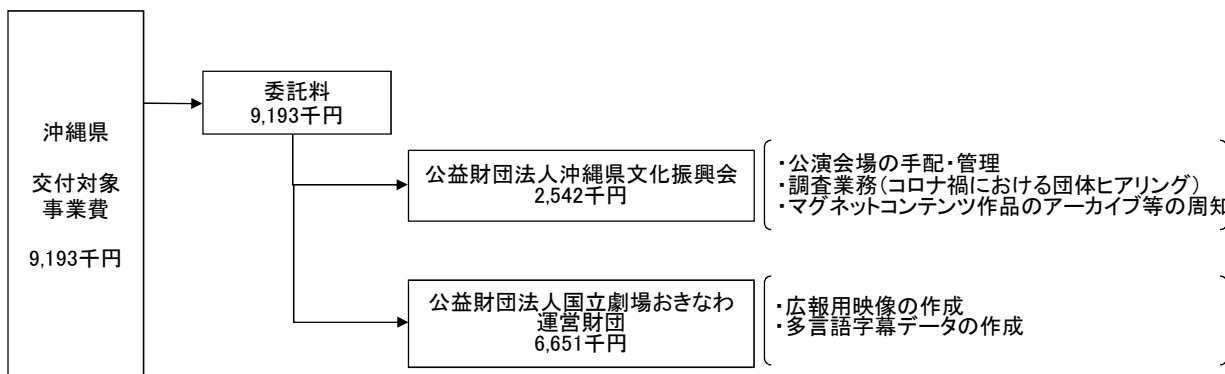 沖縄県
交付対象
事業費
9,193千円
委託料
9,193千円
公益財団法人沖縄県文化振興会
2,542千円
・公演会場の手配・管理
・調査業務（コロナ禍における団体ヒアリング）
・マグネットコンテンツ作品のアーカイブ等の周知
公益財団法人国立劇場おきなわ
運営財団
6,651千円
・広報用映像の作成
・多言語字幕データの作成